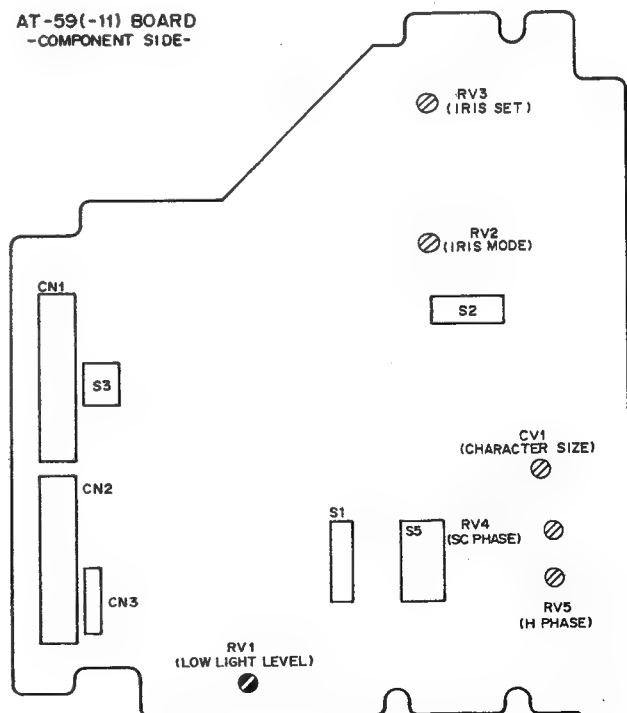 AT-59(-11) BOARD
-COMPONENT SIDE-
RV3
(IRIS SET)
RV2
(IRIS MODE)
CN1
S2
S3
CV1
(CHARACTER SIZE)
CN2
S1
S5
RV4
(SC PHASE)
CN3
RV5
(H PHASE)
RV1
(LOW LIGHT LEVEL)